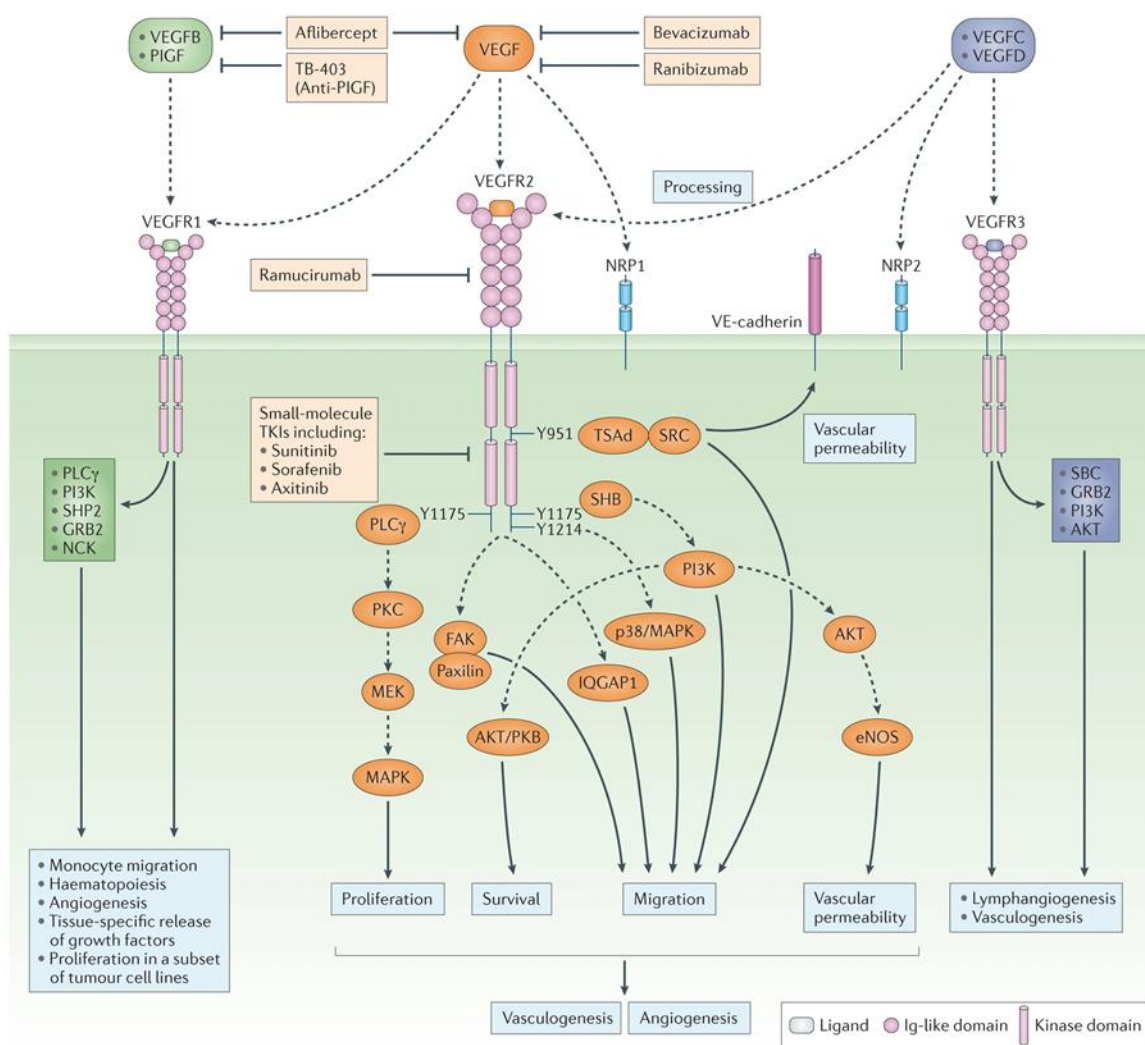 • VEGFB
• PIGF
Aflibercept
TB-403
(Anti-PIGF)
VEGF
Bevacizumab
Ranibizumab
• VEGFC
• VEGFD
VEGFR2
Processing
VEGFR1
VEGFR3
NRP1
NRP2
Ramucirumab
VE-cadherin
Small-molecule
TKIs including:
• Sunitinib
• Sorafenib
• Axitinib
Y951
TSAd
SRC
Vascular
permeability
• PLCγ
• PI3K
• SHP2
• GRB2
• NCK
• SBC
• GRB2
• PI3K
• AKT
PLCγ
Y1175
Y1175
Y1214
SHB
PI3K
PKC
FAK
Paxilin
p38/MAPK
AKT
MEK
IQGAP1
AKT/PKB
eNOS
MAPK
• Monocyte migration
• Haematopoiesis
• Angiogenesis
• Tissue-specific release
of growth factors
• Proliferation in a subset
of tumour cell lines
Proliferation
Survival
Migration
Vascular
permeability
• Lymphangiogenesis
• Vasculogenesis
Vasculogenesis
Angiogenesis
Ligand
Ig-like domain
Kinase domain